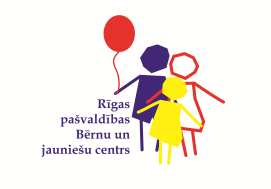 Rīgas
pašvaldības
Bērnu un
jauniešu centrs